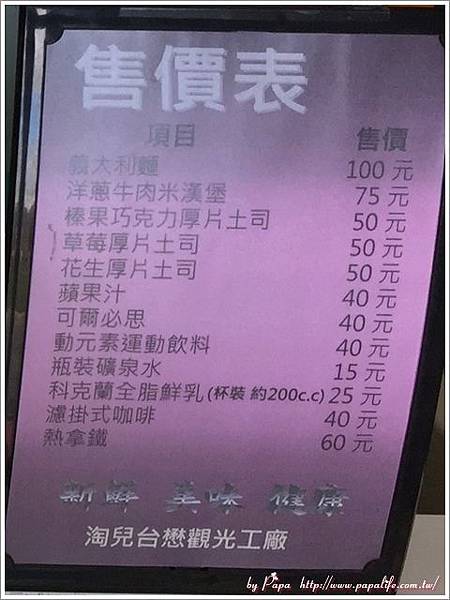 售價表
項目 售價
義大利麵 100 元
洋蔥牛肉米漢堡 75 元
榛果巧克力厚片土司 50 元
草莓厚片土司 50 元
花生厚片土司 50 元
蘋果汁 40 元
可爾必思 40 元
動元素運動飲料 40 元
瓶裝礦泉水 15 元
科克蘭全脂鮮乳(杯裝 約200c.c) 25 元
濾掛式咖啡 40 元
熱拿鐵 60 元
新鮮 美味 健康
淘兒台懋觀光工廠
by Papa http://www.papalife.com.tw/